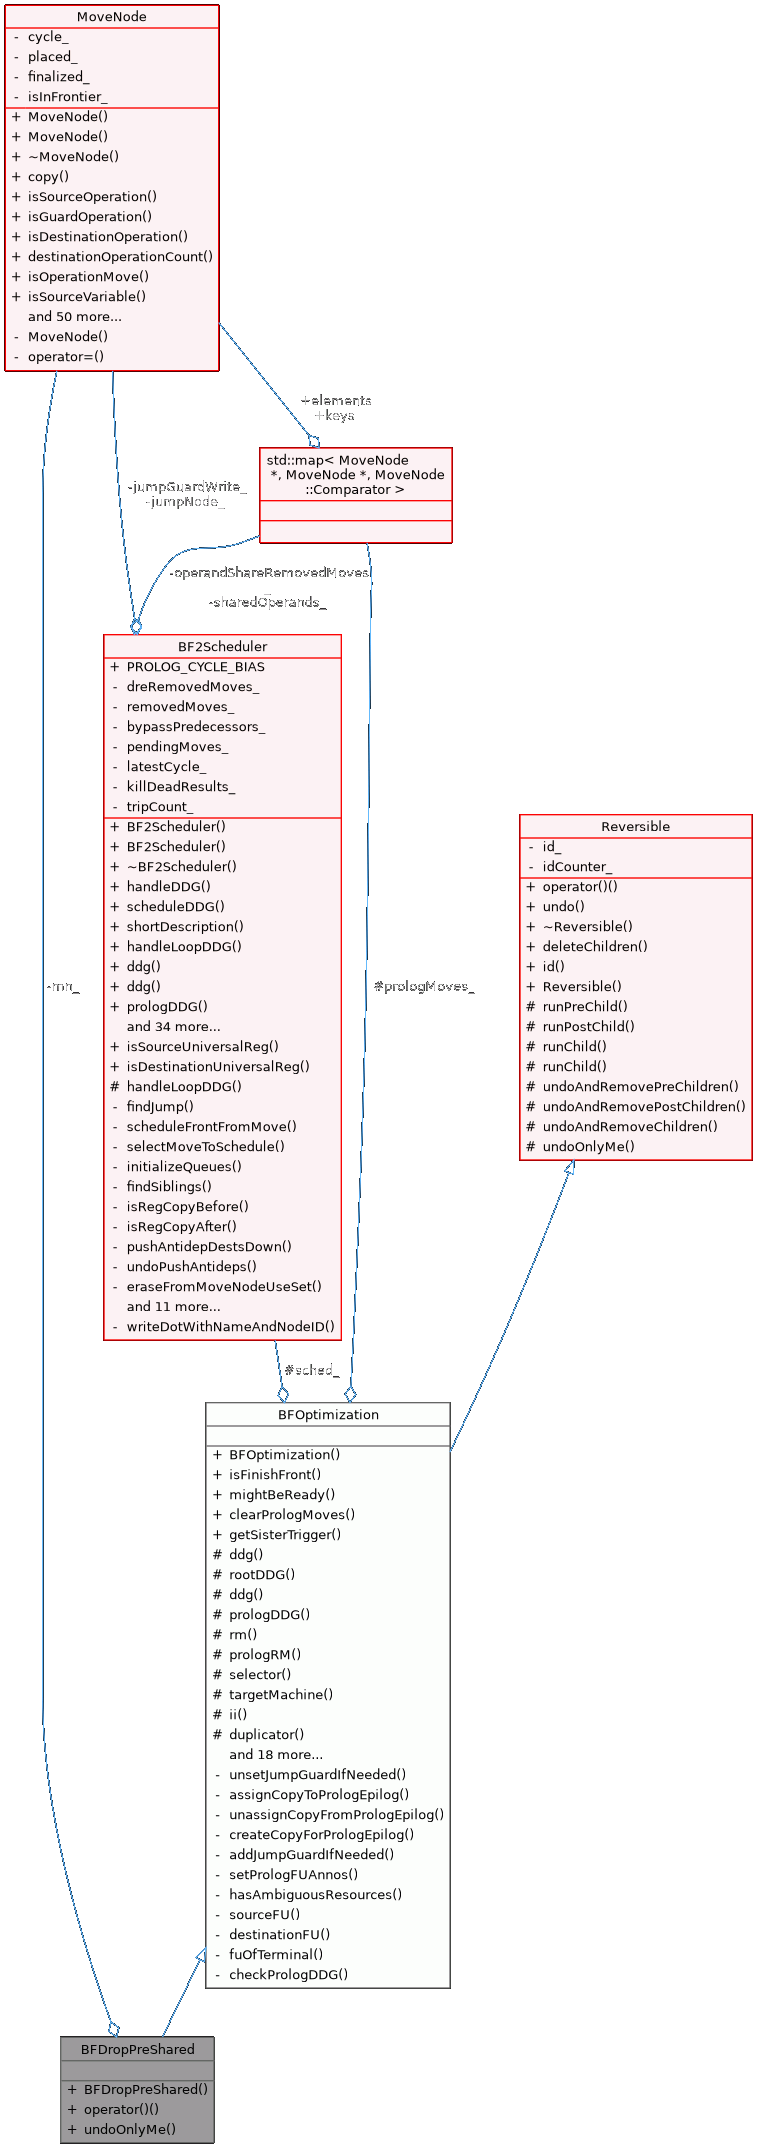 MoveNode
- cycle_
- placed_
- finalized_
- isInFrontier_
+ MoveNode()
+ MoveNode()
+ ~MoveNode()
+ copy()
+ isSourceOperation()
+ isGuardOperation()
+ isDestinationOperation()
+ destinationOperationCount()
+ isOperationMove()
+ isSourceVariable()
and 50 more...
- MoveNode()
- operator=()
+elements
+keys
std::map< MoveNode
*, MoveNode *, MoveNode
::Comparator >
-jumpGuardWrite_
-jumpNode_
-operandShareRemovedMoves
_
-sharedOperands_
BF2Scheduler
+ PROLOG_CYCLE_BIAS
- dreRemovedMoves_
- removedMoves_
- bypassPredecessors_
- pendingMoves_
- latestCycle_
- killDeadResults_
- tripCount_
+ BF2Scheduler()
+ BF2Scheduler()
+ ~BF2Scheduler()
+ handleDDG()
+ scheduleDDG()
+ shortDescription()
+ handleLoopDDG()
+ ddg()
+ ddg()
+ prologDDG()
and 34 more...
+ isSourceUniversalReg()
+ isDestinationUniversalReg()
# handleLoopDDG()
- findJump()
- scheduleFrontFromMove()
- selectMoveToSchedule()
- initializeQueues()
- findSiblings()
- isRegCopyBefore()
- isRegCopyAfter()
- pushAntidepDestsDown()
- undoPushAntideps()
- eraseFromMoveNodeUseSet()
and 11 more...
- writeDotWithNameAndNodeID()
Reversible
- id_
- idCounter_
+ operator()()
+ undo()
+ ~Reversible()
+ deleteChildren()
+ id()
+ Reversible()
# runPreChild()
# runPostChild()
# runChild()
# runChild()
# undoAndRemovePreChildren()
# undoAndRemovePostChildren()
# undoAndRemoveChildren()
# undoOnlyMe()
-mn_
#prologMoves_
#sched_
BFOptimization
+ BFOptimization()
+ isFinishFront()
+ mightBeReady()
+ clearPrologMoves()
+ getSisterTrigger()
# ddg()
# rootDDG()
# ddg()
# prologDDG()
# rm()
# prologRM()
# selector()
# targetMachine()
# ii()
# duplicator()
and 18 more...
- unsetJumpGuardIfNeeded()
- assignCopyToPrologEpilog()
- unassignCopyFromPrologEpilog()
- createCopyForPrologEpilog()
- addJumpGuardIfNeeded()
- setPrologFUAnnos()
- hasAmbiguousResources()
- sourceFU()
- destinationFU()
- fuOfTerminal()
- checkPrologDDG()
BFDropPreShared
+ BFDropPreShared()
+ operator()()
+ undoOnlyMe()